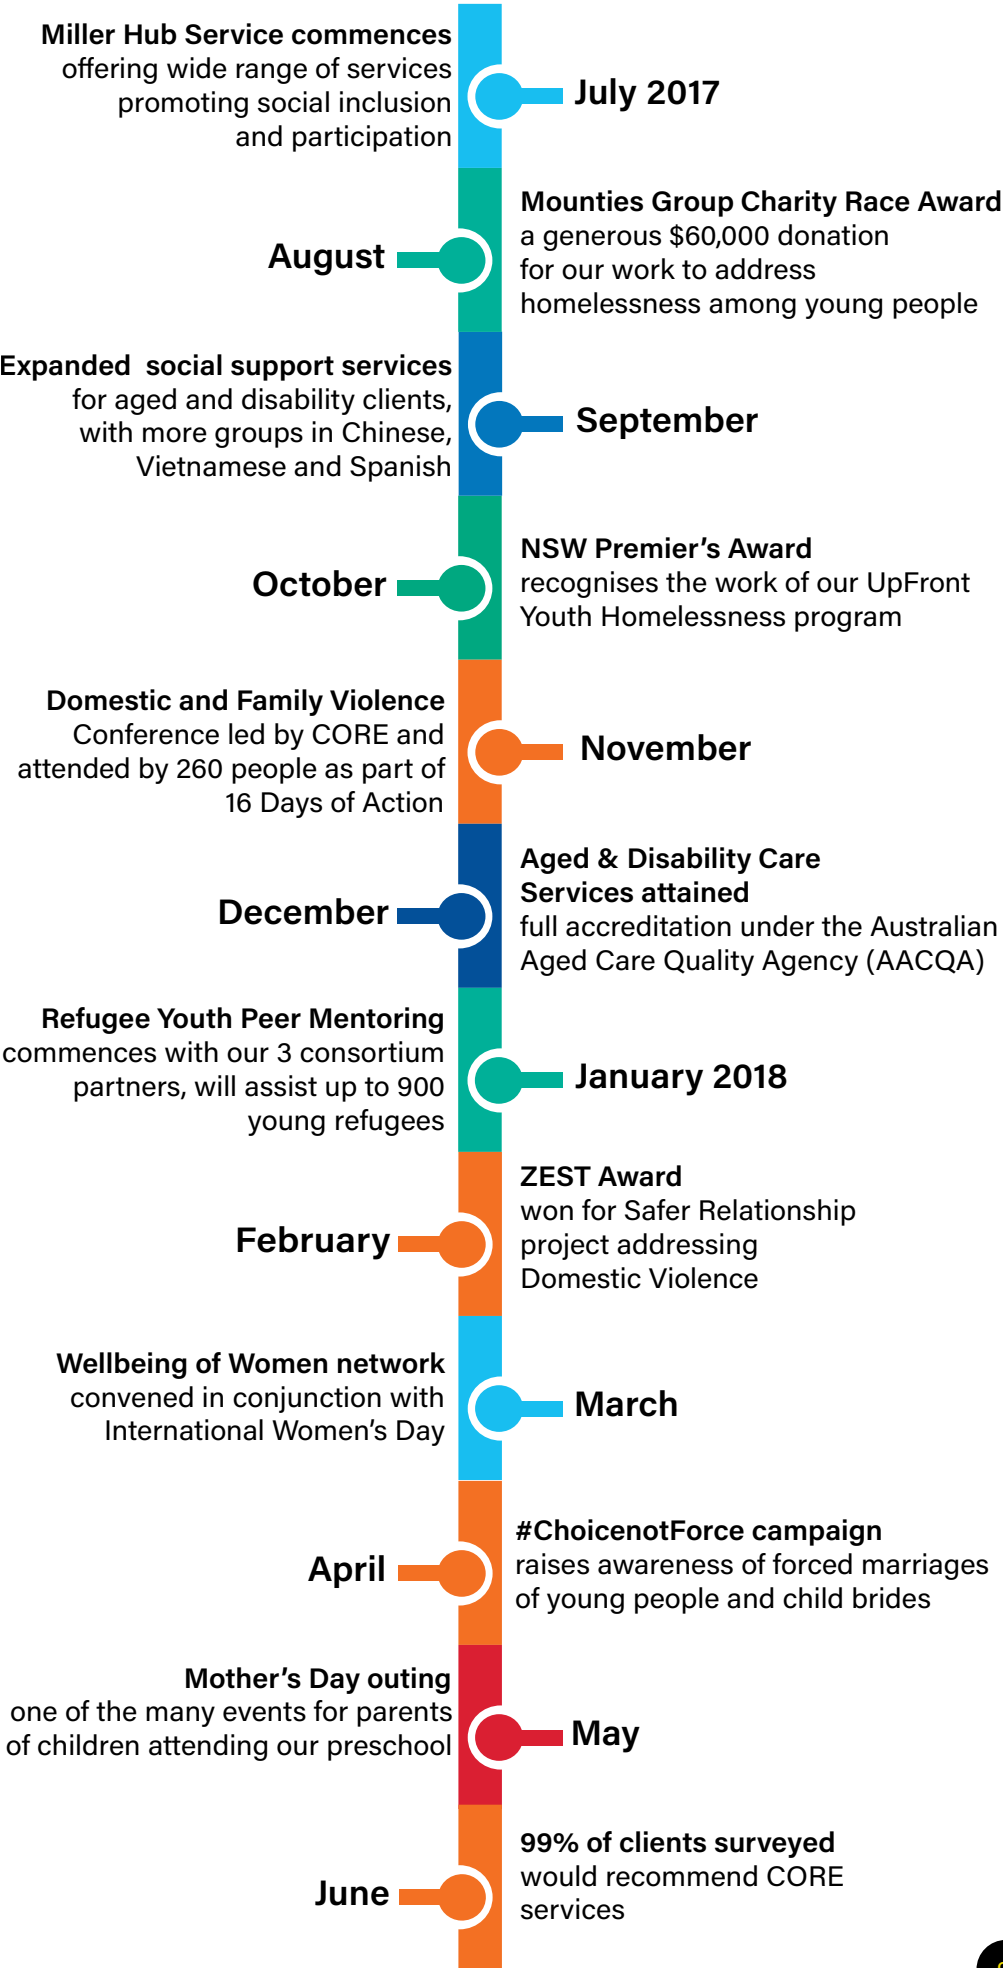 Miller Hub Service commences
offering wide range of services
promoting social inclusion
and participation
July 2017
Mounties Group Charity Race Award
a generous $60,000 donation
for our work to address
homelessness among young people
August
Expanded  social support services
for aged and disability clients,
with more groups in Chinese,
Vietnamese and Spanish
September
NSW Premier’s Award
recognises the work of our UpFront
Youth Homelessness program
October
Domestic and Family Violence
Conference led by CORE and
attended by 260 people as part of
16 Days of Action
November
Aged & Disability Care
Services attained
full accreditation under the Australian
Aged Care Quality Agency (AACQA)
December
Refugee Youth Peer Mentoring
commences with our 3 consortium
partners, will assist up to 900
young refugees
January 2018
ZEST Award
won for Safer Relationship
project addressing
Domestic Violence
February
Wellbeing of Women network
convened in conjunction with
International Women’s Day
March
#ChoicenotForce campaign
raises awareness of forced marriages
of young people and child brides
April
Mother’s Day outing
one of the many events for parents
of children attending our preschool
May
99% of clients surveyed
would recommend CORE
services
June